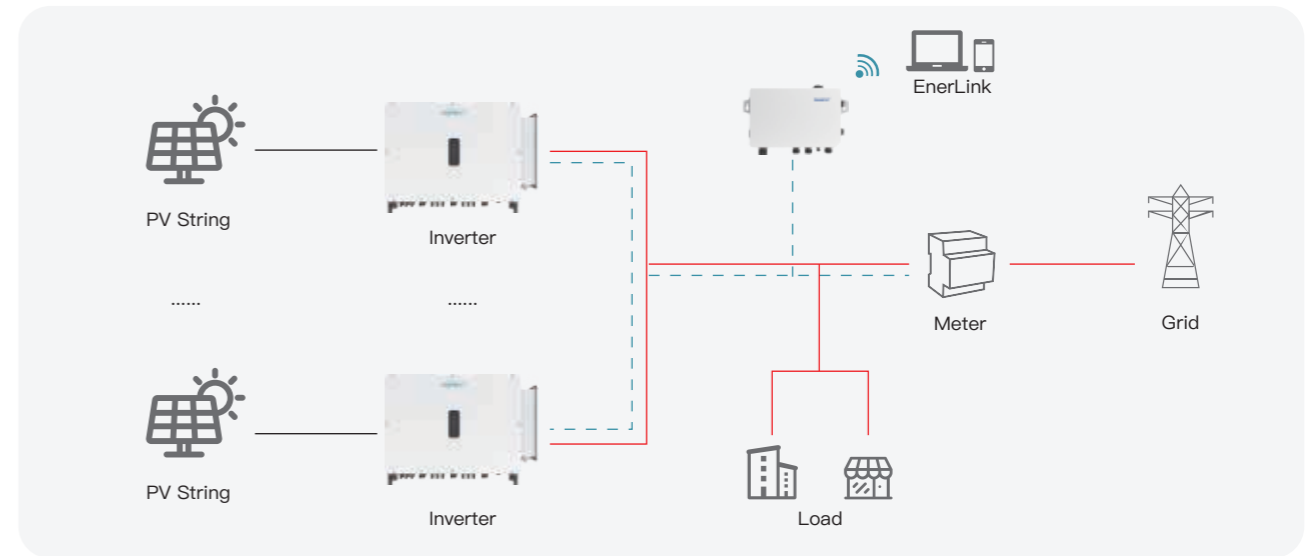 EnerLink
PV String
Inverter
......
......
Meter
Grid
PV String
Inverter
Load